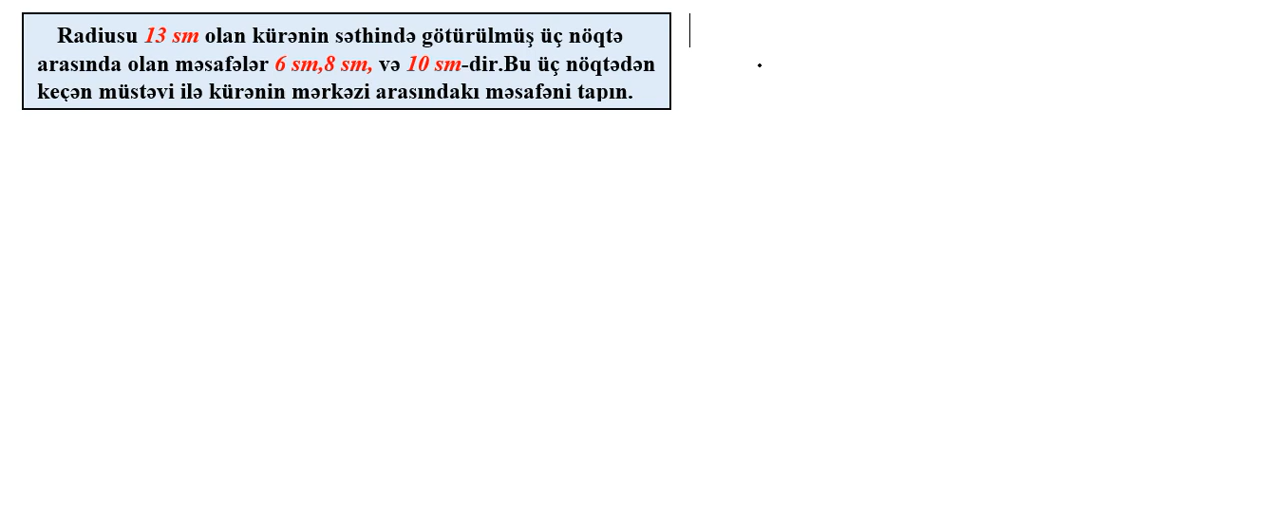 Radiusu 13 sm olan kürənin səthində götürülmüş üç nöqtə
arasında olan məsafələr 6 sm,8 sm, və 10 sm-dir.Bu üç nöqtədən
keçən müstəvi ilə kürənin mərkəzi arasındakı məsafəni tapın.